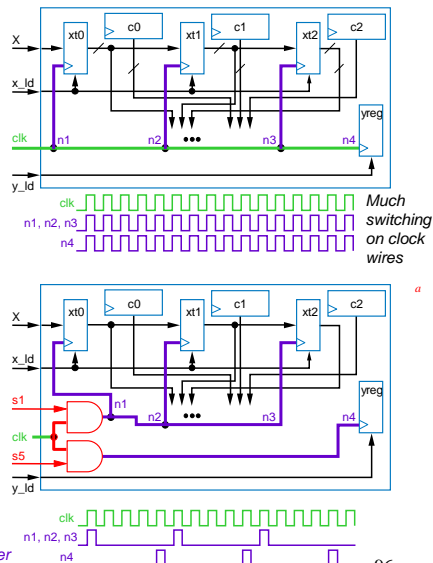 c0 c1 c2
X xt0 xt1 xt2
x_ld
yreg
clk n1 n2 n3 n4
y_ld
clk
n1, n2, n3
n4
Much
switching
on clock
wires
a
c0 c1 c2
X xt0 xt1 xt2
x_ld
yreg
s1 n1 n2 n3 n4
clk
s5
y_ld
clk
n1, n2, n3
n4